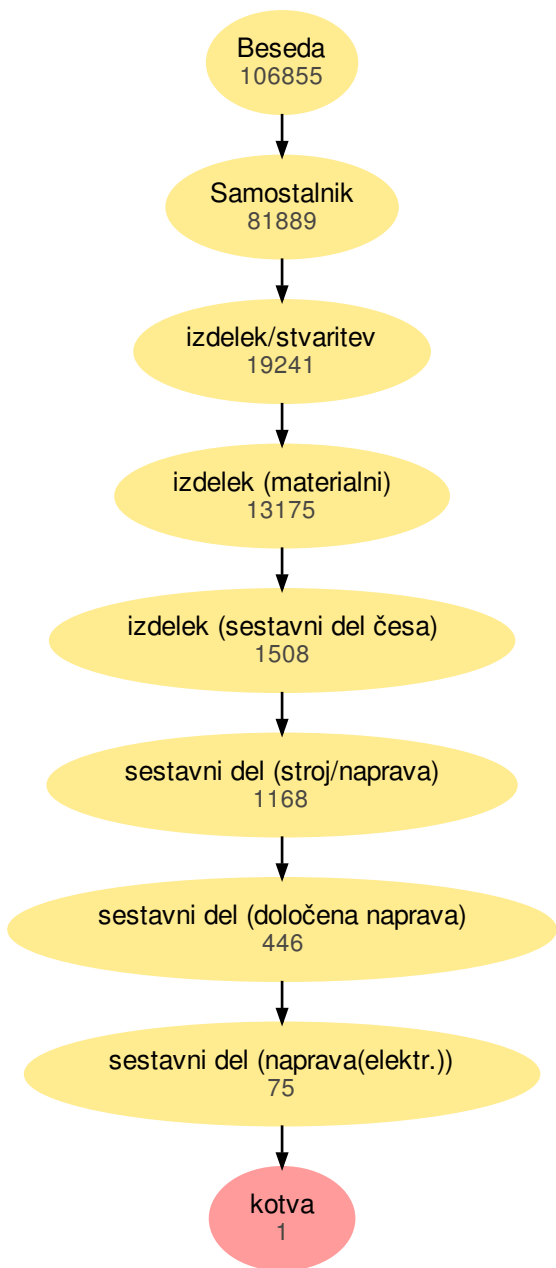 Beseda
106855
Samostalnik
81889
izdelek/stvaritev
19241
izdelek (materialni)
13175
izdelek (sestavni del česa)
1508
sestavni del (stroj/naprava)
1168
sestavni del (določena naprava)
446
sestavni del (naprava(elektr.))
75
kotva
1